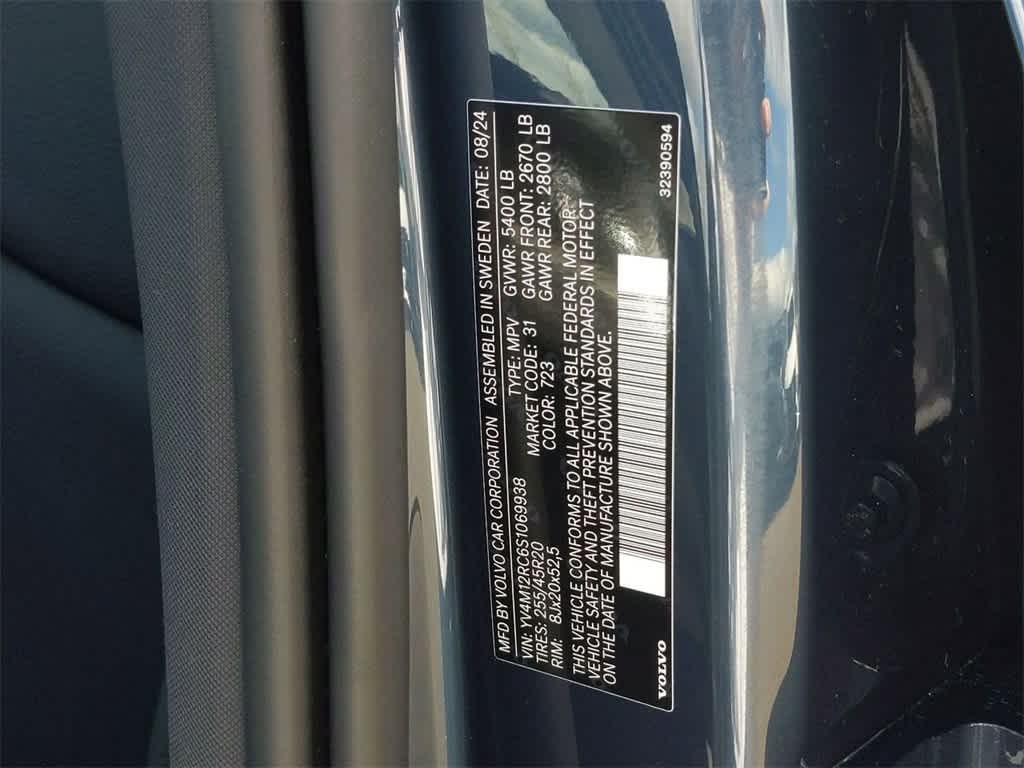 MFD BY VOLVO CAR CORPORATION ASSEMBLED IN SWEDEN DATE: 08/24
VIN: YV4M12RC6S1069938 TYPE: MPV GVWR: 5400 LB
TIRES: 255/45R20 MARKET CODE: 31 GAWR FRONT: 2670 LB
RIM: 8Jx20x52,5 COLOR: 723 GAWR REAR: 2800 LB
THIS VEHICLE CONFORMS TO ALL APPLICABLE FEDERAL MOTOR
VEHICLE SAFETY AND THEFT PREVENTION STANDARDS IN EFFECT
ON THE DATE OF MANUFACTURE SHOWN ABOVE.
VOLVO 32390594